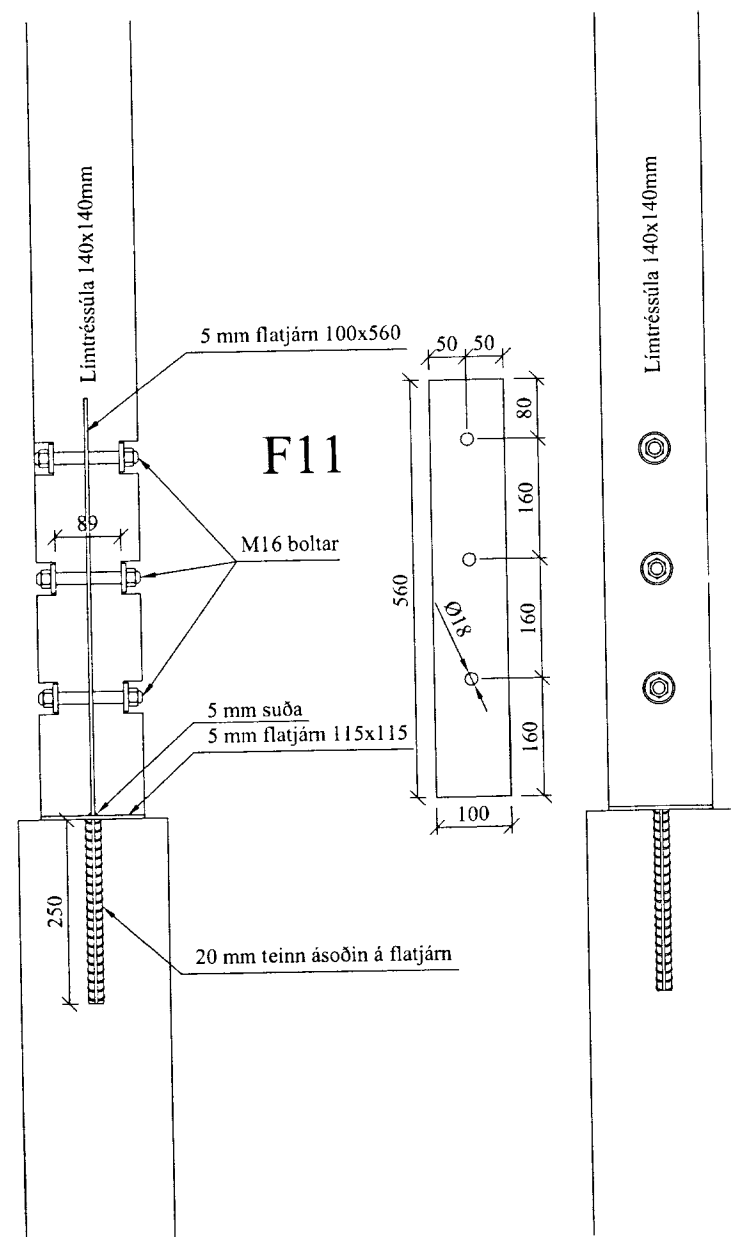 Límtréssúla 140x140mm
5 mm flatjárn 100x560
F11
89
M16 boltar
5 mm suða
5 mm flatjárn 115x115
250
20 mm teinn ásoðin á flatjárn
50 50
80
160
560
Ø18
160
160
100
Límtréssúla 140x140mm